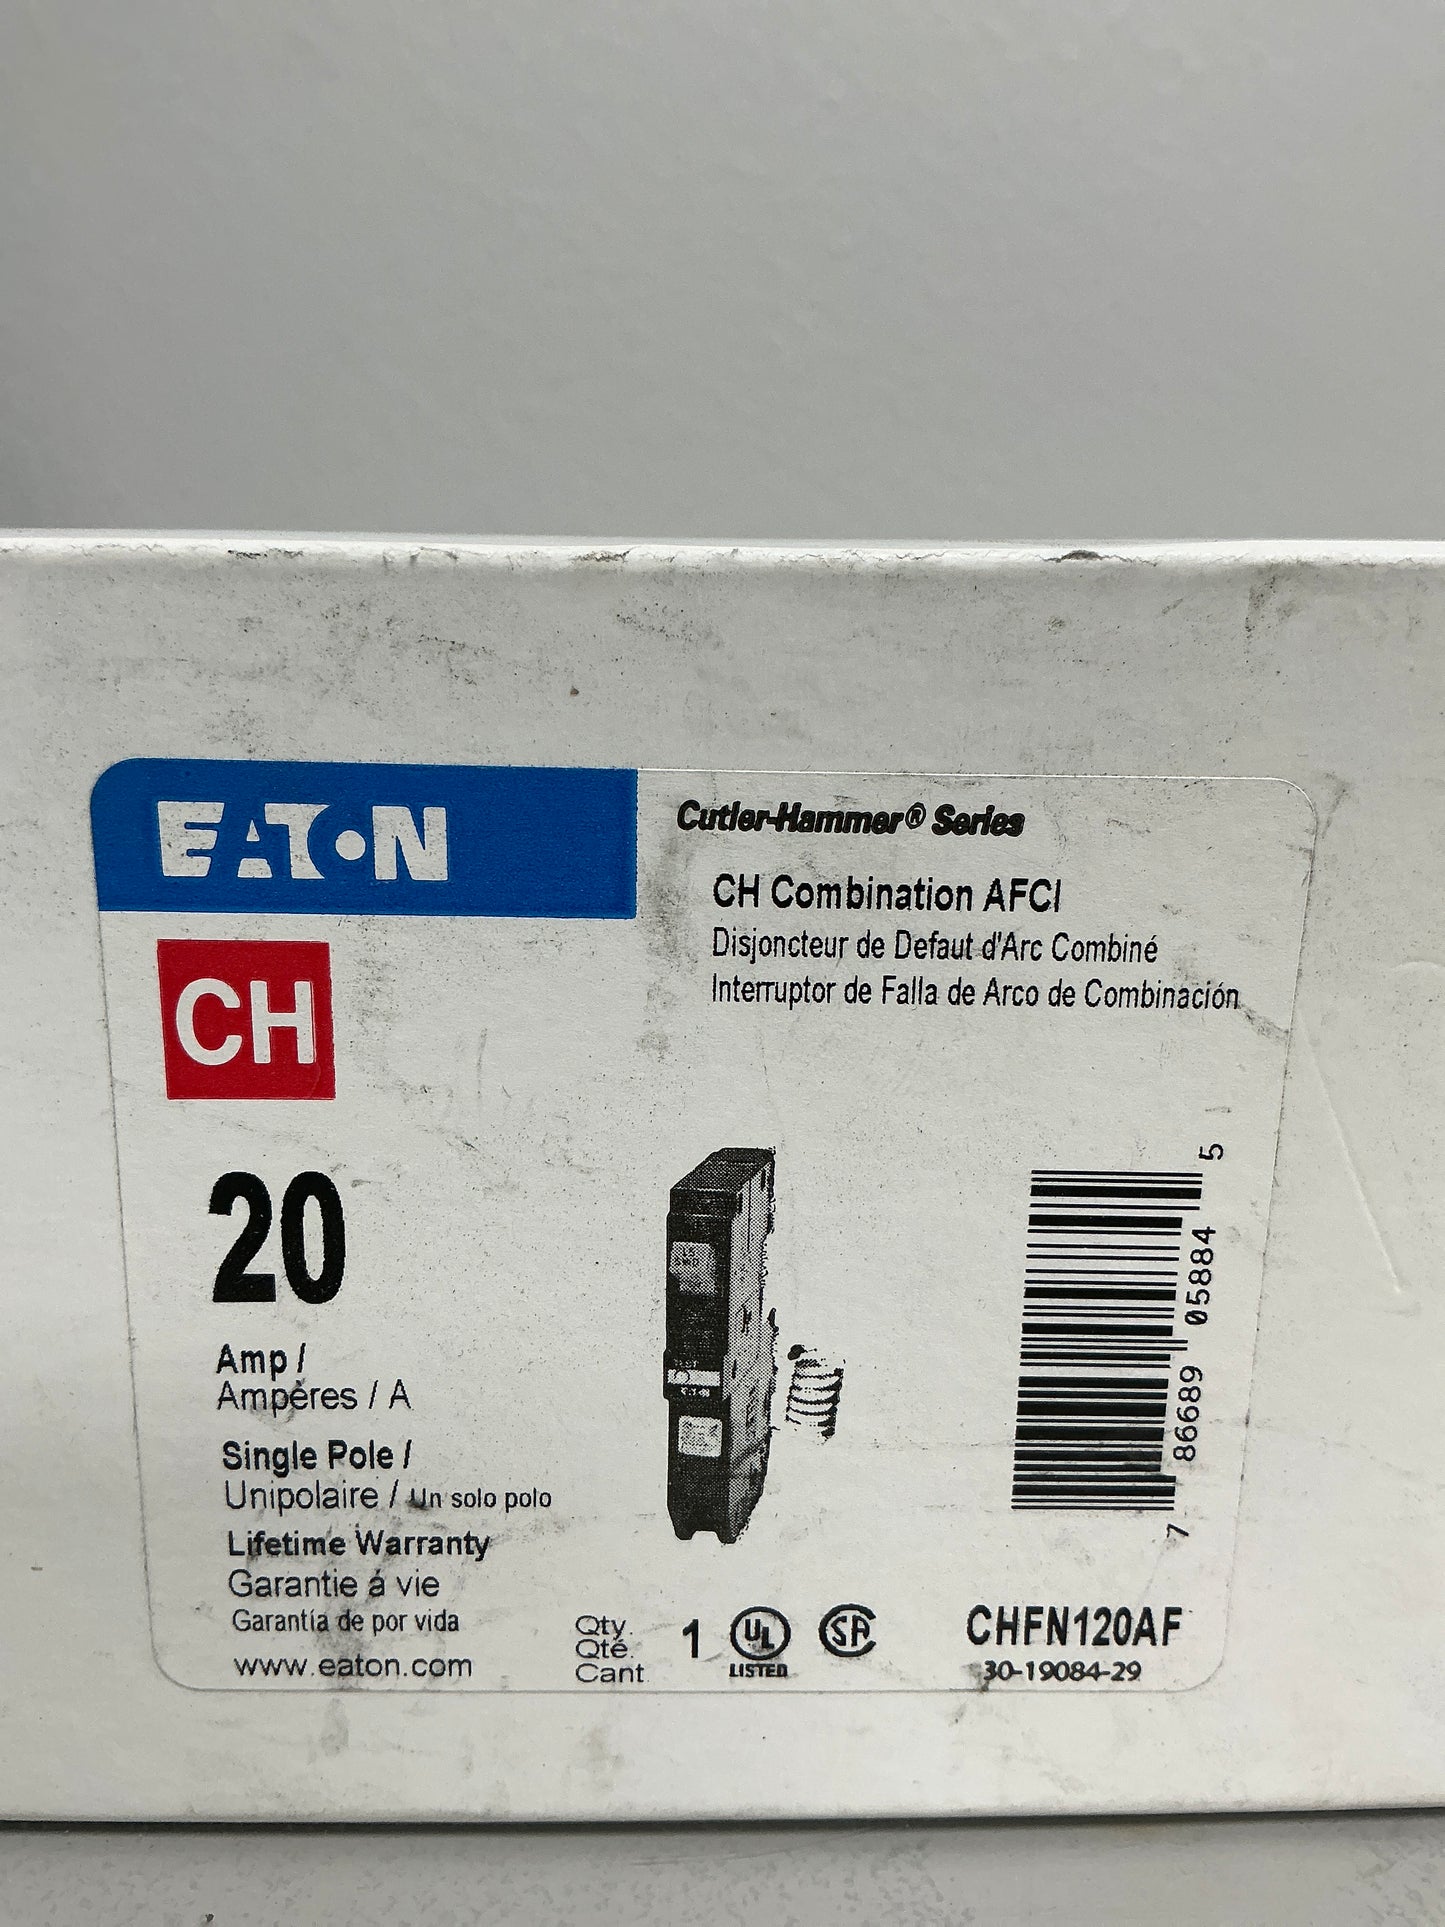 EATON
Cutler-Hammer® Series
CH Combination AFCI
Disjoncteur de Defaut d'Arc Combiné
Interruptor de Falla de Arco de Combinación
CH
20
Amp /
Ampéres / A
Single Pole /
Unipolaire / Un solo polo
Lifetime Warranty
Garantie á vie
Garantía de por vida
www.eaton.com
Qty.
Qté.
Cant
1
UL
LISTED
SA
7 86689 05884 5
CHFN120AF
30-19084-29